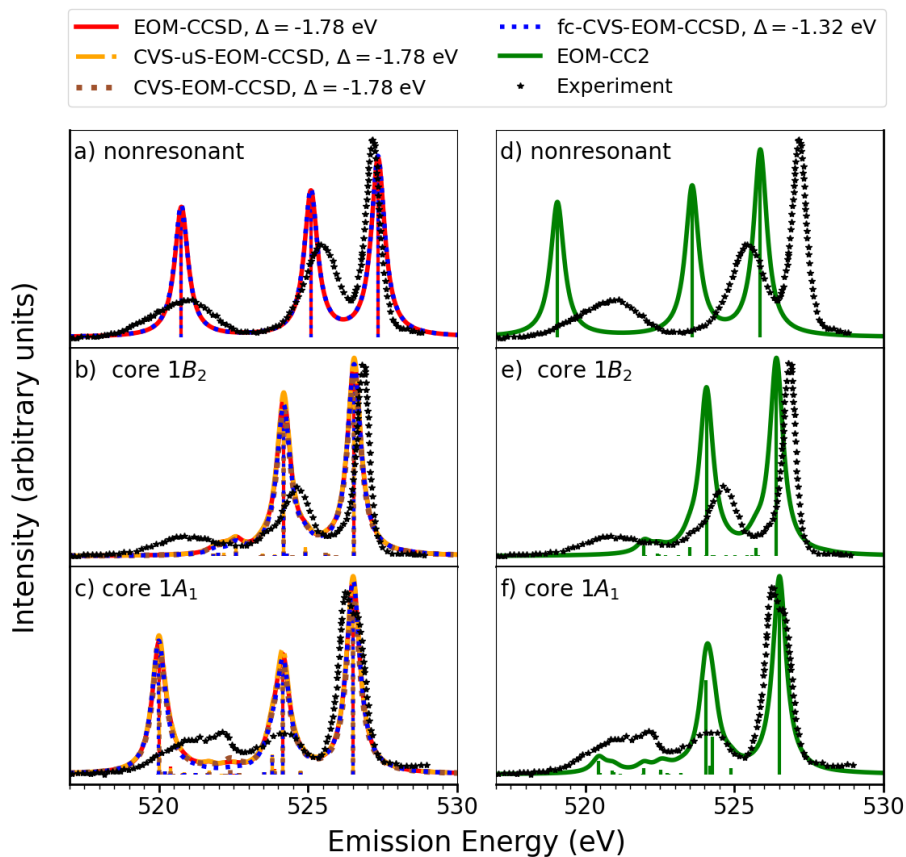 EOM-CCSD, Δ = -1.78 eV
CVS-uS-EOM-CCSD, Δ = -1.78 eV
CVS-EOM-CCSD, Δ = -1.78 eV
fc-CVS-EOM-CCSD, Δ = -1.32 eV
EOM-CC2
Experiment
Intensity (arbitrary units)
a) nonresonant
d) nonresonant
b) core 1B₂
e) core 1B₂
c) core 1A₁
f) core 1A₁
520 525 530 520 525 530
Emission Energy (eV)